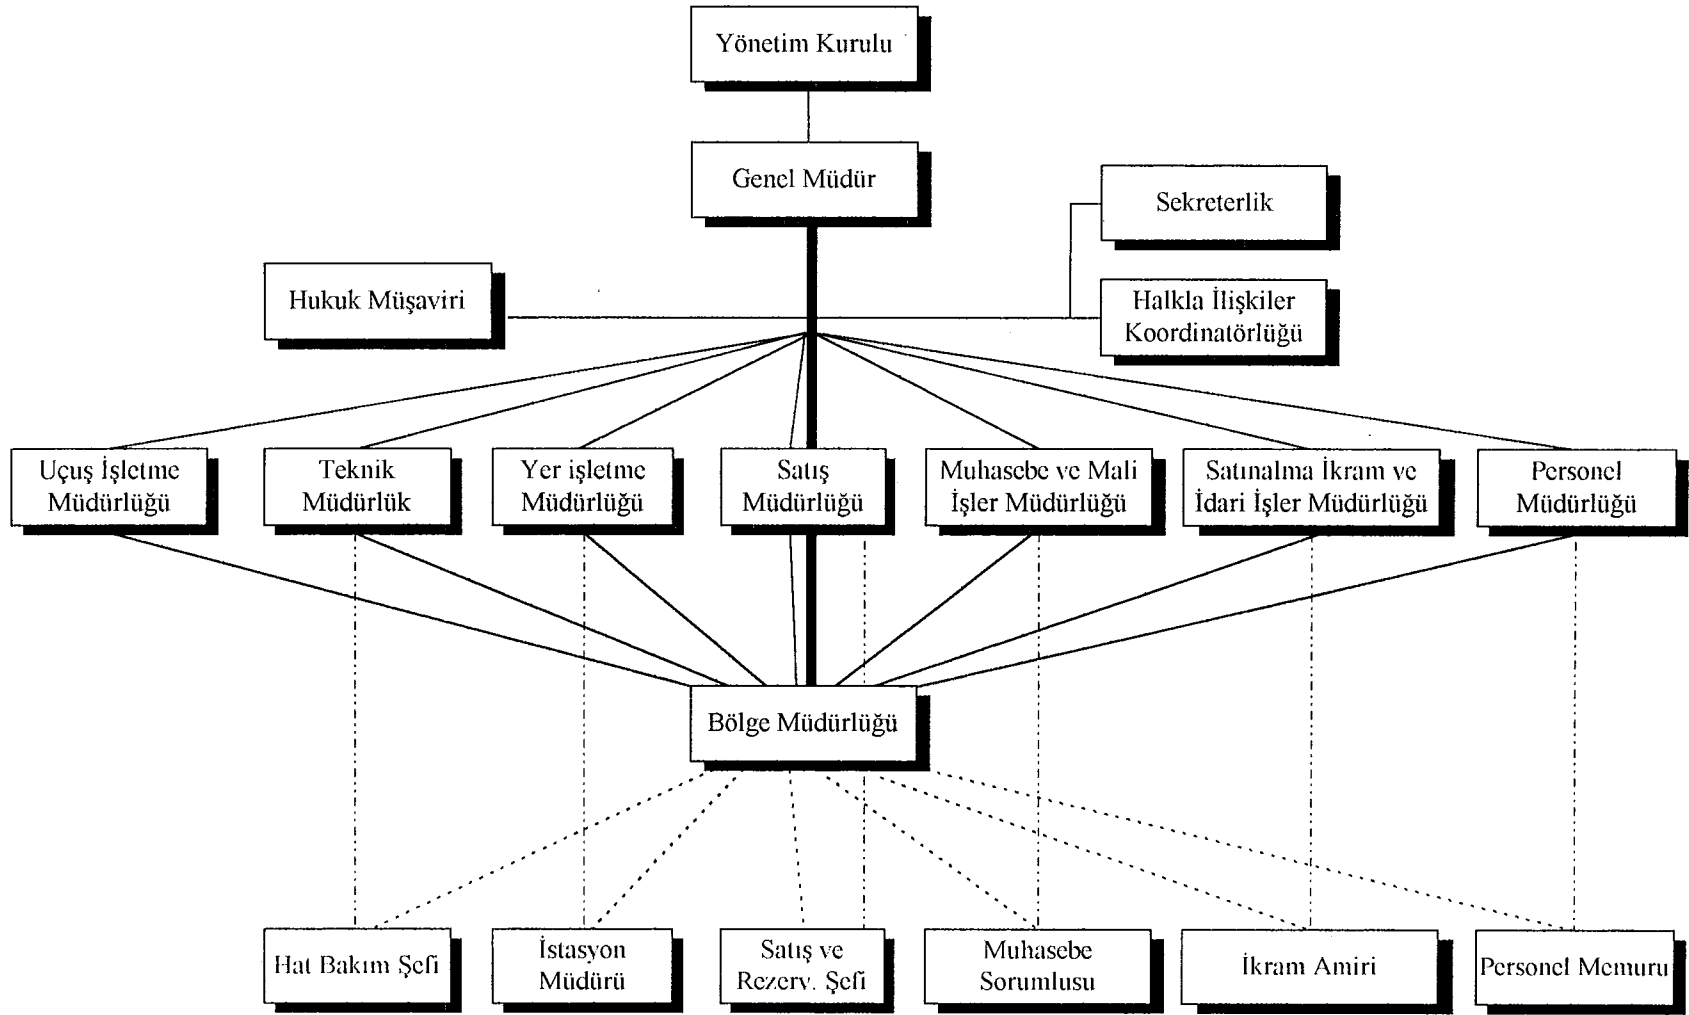 Yönetim Kurulu
Genel Müdür
Sekreterlik
Hukuk Müşaviri
Halkla İlişkiler
Koordinatörlüğü
Uçuş İşletme
Müdürlüğü
Teknik
Müdürlük
Yer işletme
Müdürlüğü
Satış
Müdürlüğü
Muhasebe ve Mali
İşler Müdürlüğü
Satınalma İkram ve
İdari İşler Müdürlüğü
Personel
Müdürlüğü
Bölge Müdürlüğü
Hat Bakım Şefi
İstasyon
Müdürü
Satış ve
Rezerv. Şefi
Muhasebe
Sorumlusu
İkram Amiri
Personel Memuru